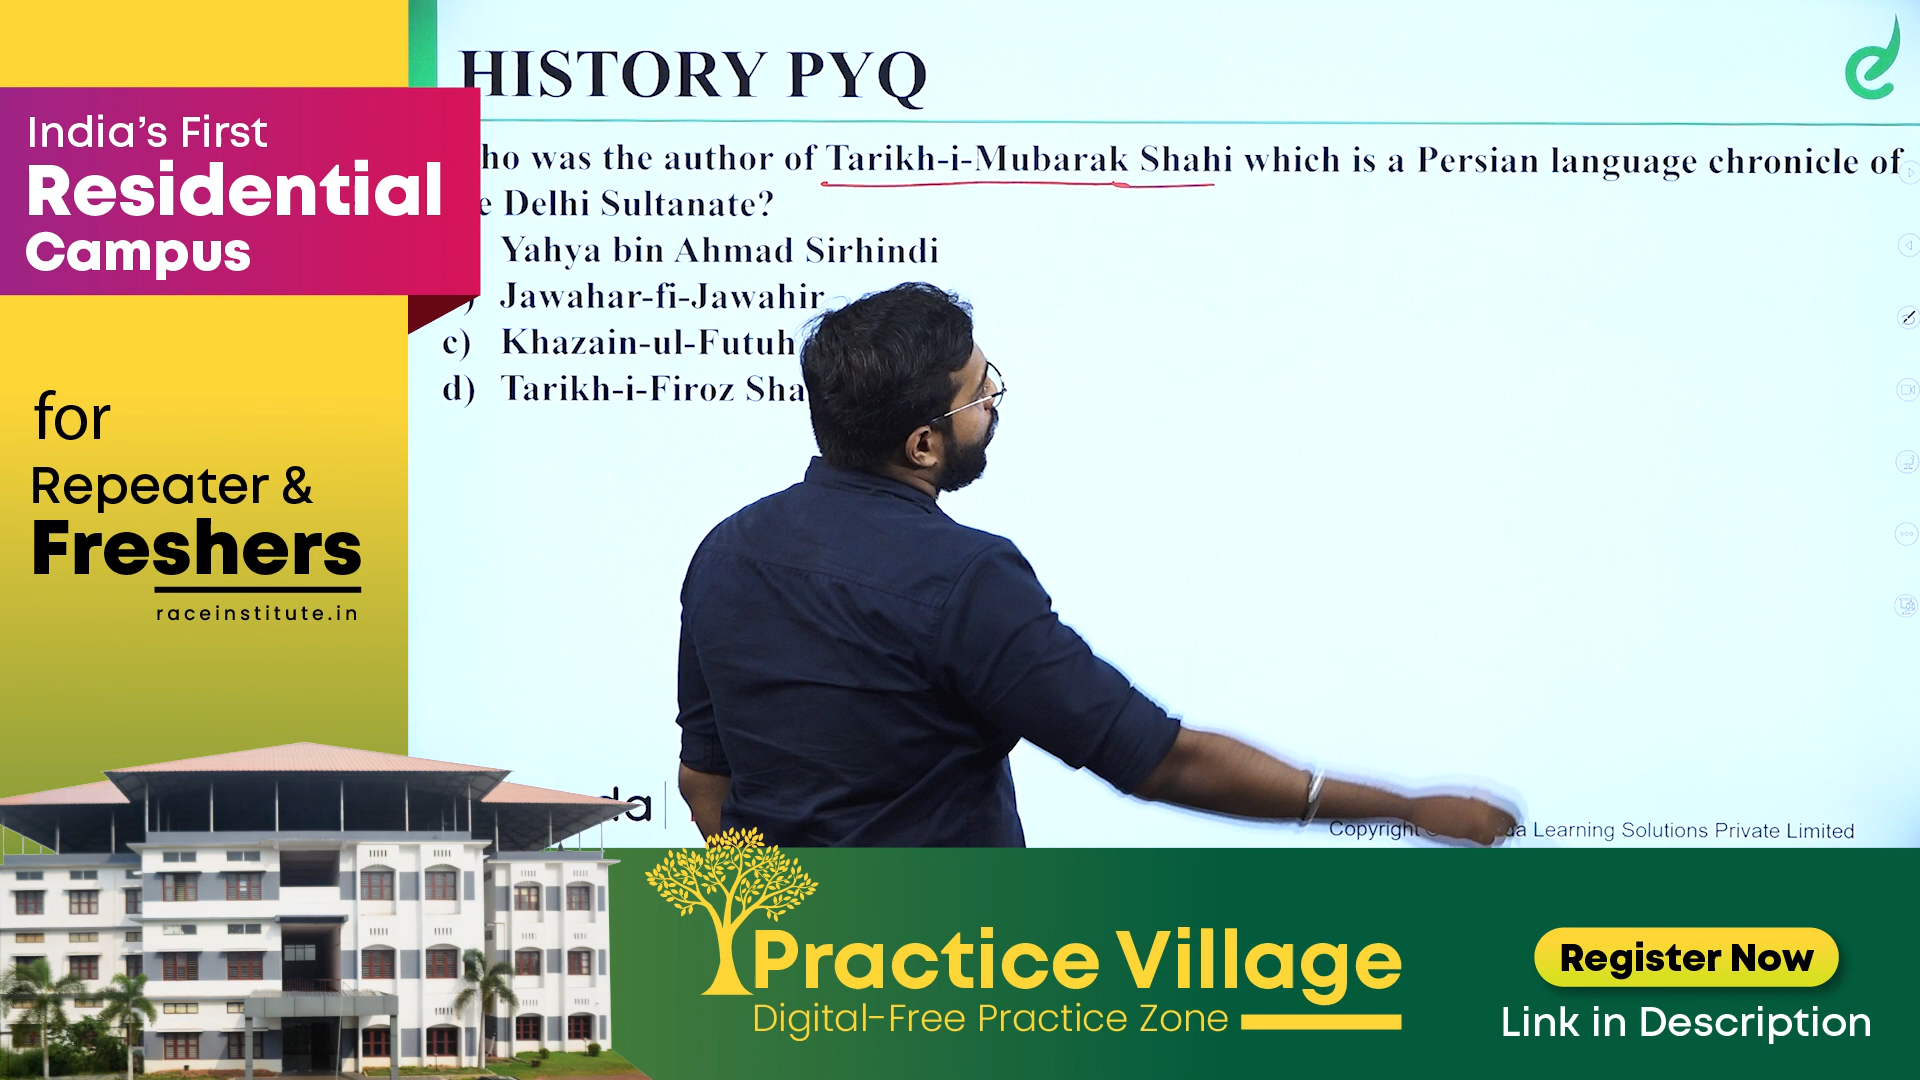 HISTORY PYQ
India's First
Residential
Campus
for
Repeater &
Freshers
raceinstitute.in
ho was the author of Tarikh-i-Mubarak Shahi which is a Persian language chronicle of
e Delhi Sultanate?
Yahya bin Ahmad Sirhindi
) Jawahar-fi-Jawahir
c) Khazain-ul-Futuh
d) Tarikh-i-Firoz Sha
da
Copyright Learning Solutions Private Limited
Practice Village
Digital-Free Practice Zone
Register Now
Link in Description